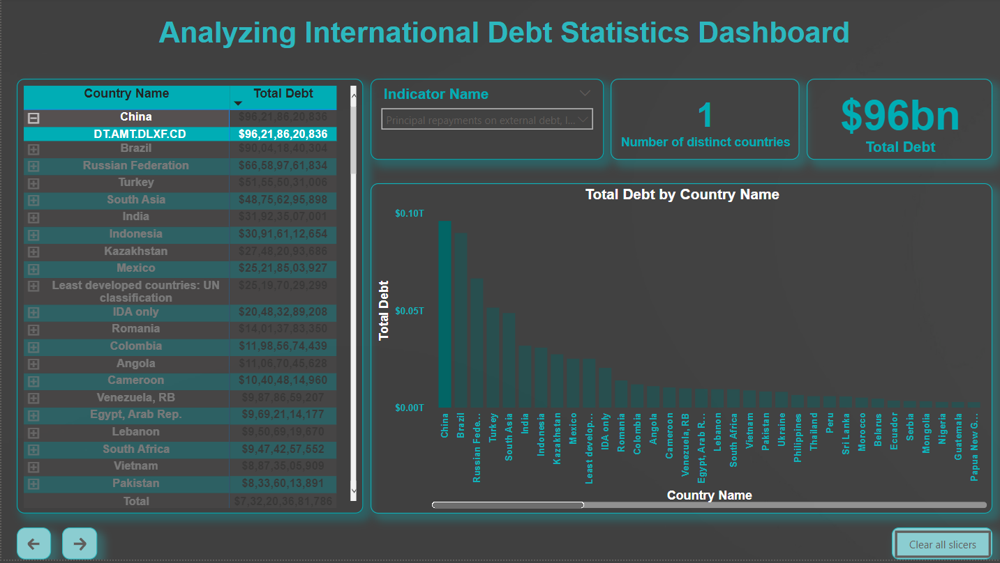 Analyzing International Debt Statistics Dashboard
Country Name Total Debt
China $96,21,86,20,836
DT.AMT.DLXF.CD $96,21,86,20,836
Brazil $90,04,18,40,304
Russian Federation $66,58,97,61,834
Turkey $51,55,50,31,006
South Asia $48,75,62,95,898
India $31,92,35,07,001
Indonesia $30,91,61,12,654
Kazakhstan $27,48,20,93,686
Mexico $25,21,85,03,927
Least developed countries: UN $25,19,70,29,299
classification
IDA only $20,48,32,89,208
Romania $14,01,37,83,350
Colombia $11,98,56,74,439
Angola $11,06,70,45,628
Cameroon $10,40,48,14,960
Venezuela, RB $9,87,86,59,207
Egypt, Arab Rep. $9,69,21,14,177
Lebanon $9,50,69,19,670
South Africa $9,47,42,57,552
Vietnam $8,87,35,05,909
Pakistan $8,33,60,13,891
Total $7,32,20,36,81,786
Indicator Name
Principal repayments on external debt, l...
1
Number of distinct countries
$96bn
Total Debt
Total Debt by Country Name
Total Debt
$0.10T
$0.05T
$0.00T
China
Brazil
Russian Fede...
Turkey
South Asia
India
Indonesia
Kazakhstan
Mexico
Least develop...
IDA only
Romania
Colombia
Angola
Cameroon
Venezuela, RB
Egypt, Arab R...
Lebanon
South Africa
Vietnam
Pakistan
Ukraine
Philippines
Thailand
Peru
Sri Lanka
Morocco
Belarus
Ecuador
Serbia
Mongolia
Nigeria
Guatemala
Papua New G...
Country Name
Clear all slicers